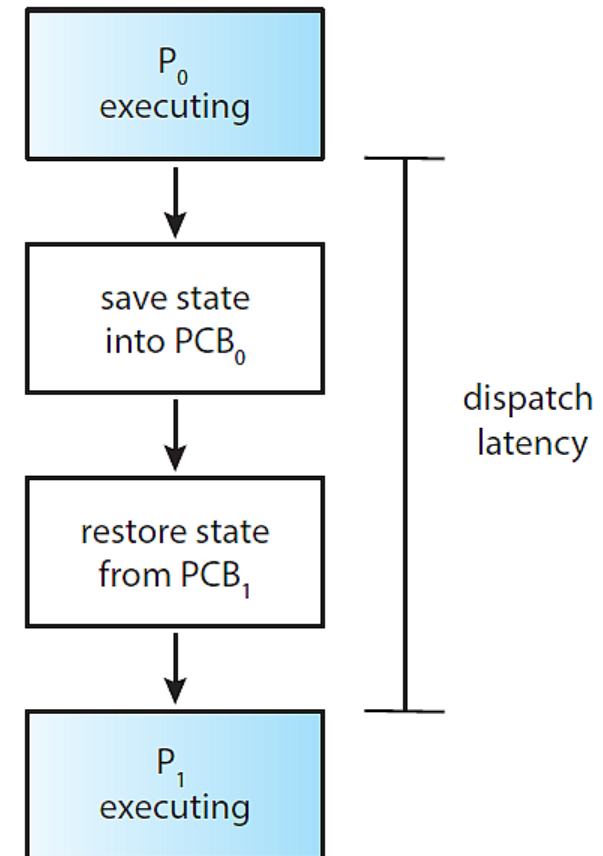 P₀
executing
save state
into PCB₀
restore state
from PCB₁
P₁
executing
dispatch
latency